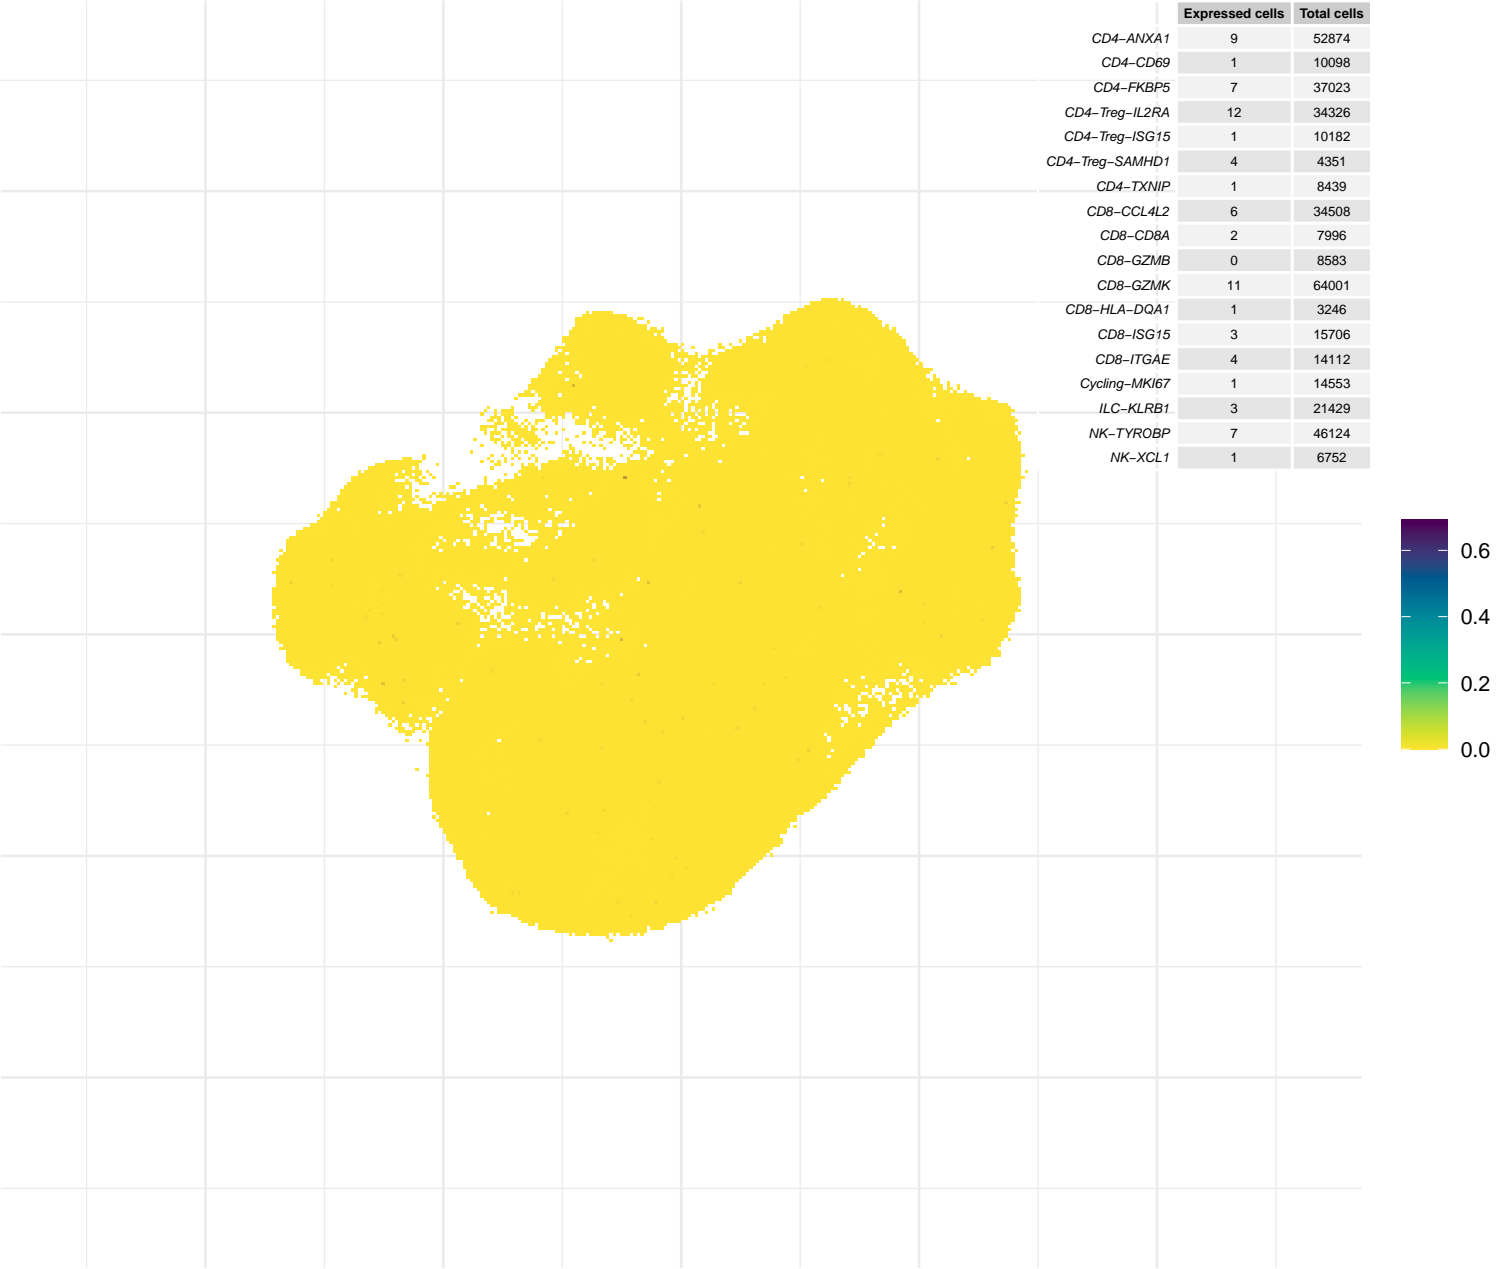 Expressed cells Total cells
CD4−ANXA1 9 52874
CD4−CD69 1 10098
CD4−FKBP5 7 37023
CD4−Treg−IL2RA 12 34326
CD4−Treg−ISG15 1 10182
CD4−Treg−SAMHD1 4 4351
CD4−TXNIP 1 8439
CD8−CCL4L2 6 34508
CD8−CD8A 2 7996
CD8−GZMB 0 8583
CD8−GZMK 11 64001
CD8−HLA−DQA1 1 3246
CD8−ISG15 3 15706
CD8−ITGAE 4 14112
Cycling−MKI67 1 14553
ILC−KLRB1 3 21429
NK−TYROBP 7 46124
NK−XCL1 1 6752
0.6
0.4
0.2
0.0